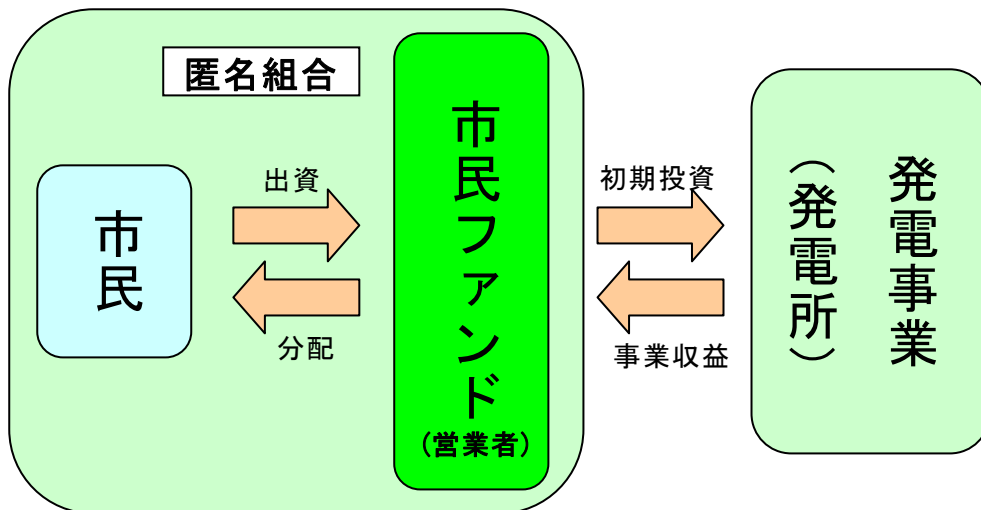 匿名組合
市民
出資
分配
市民ファンド
(営業者)
初期投資
事業収益
発電事業
(発電所)